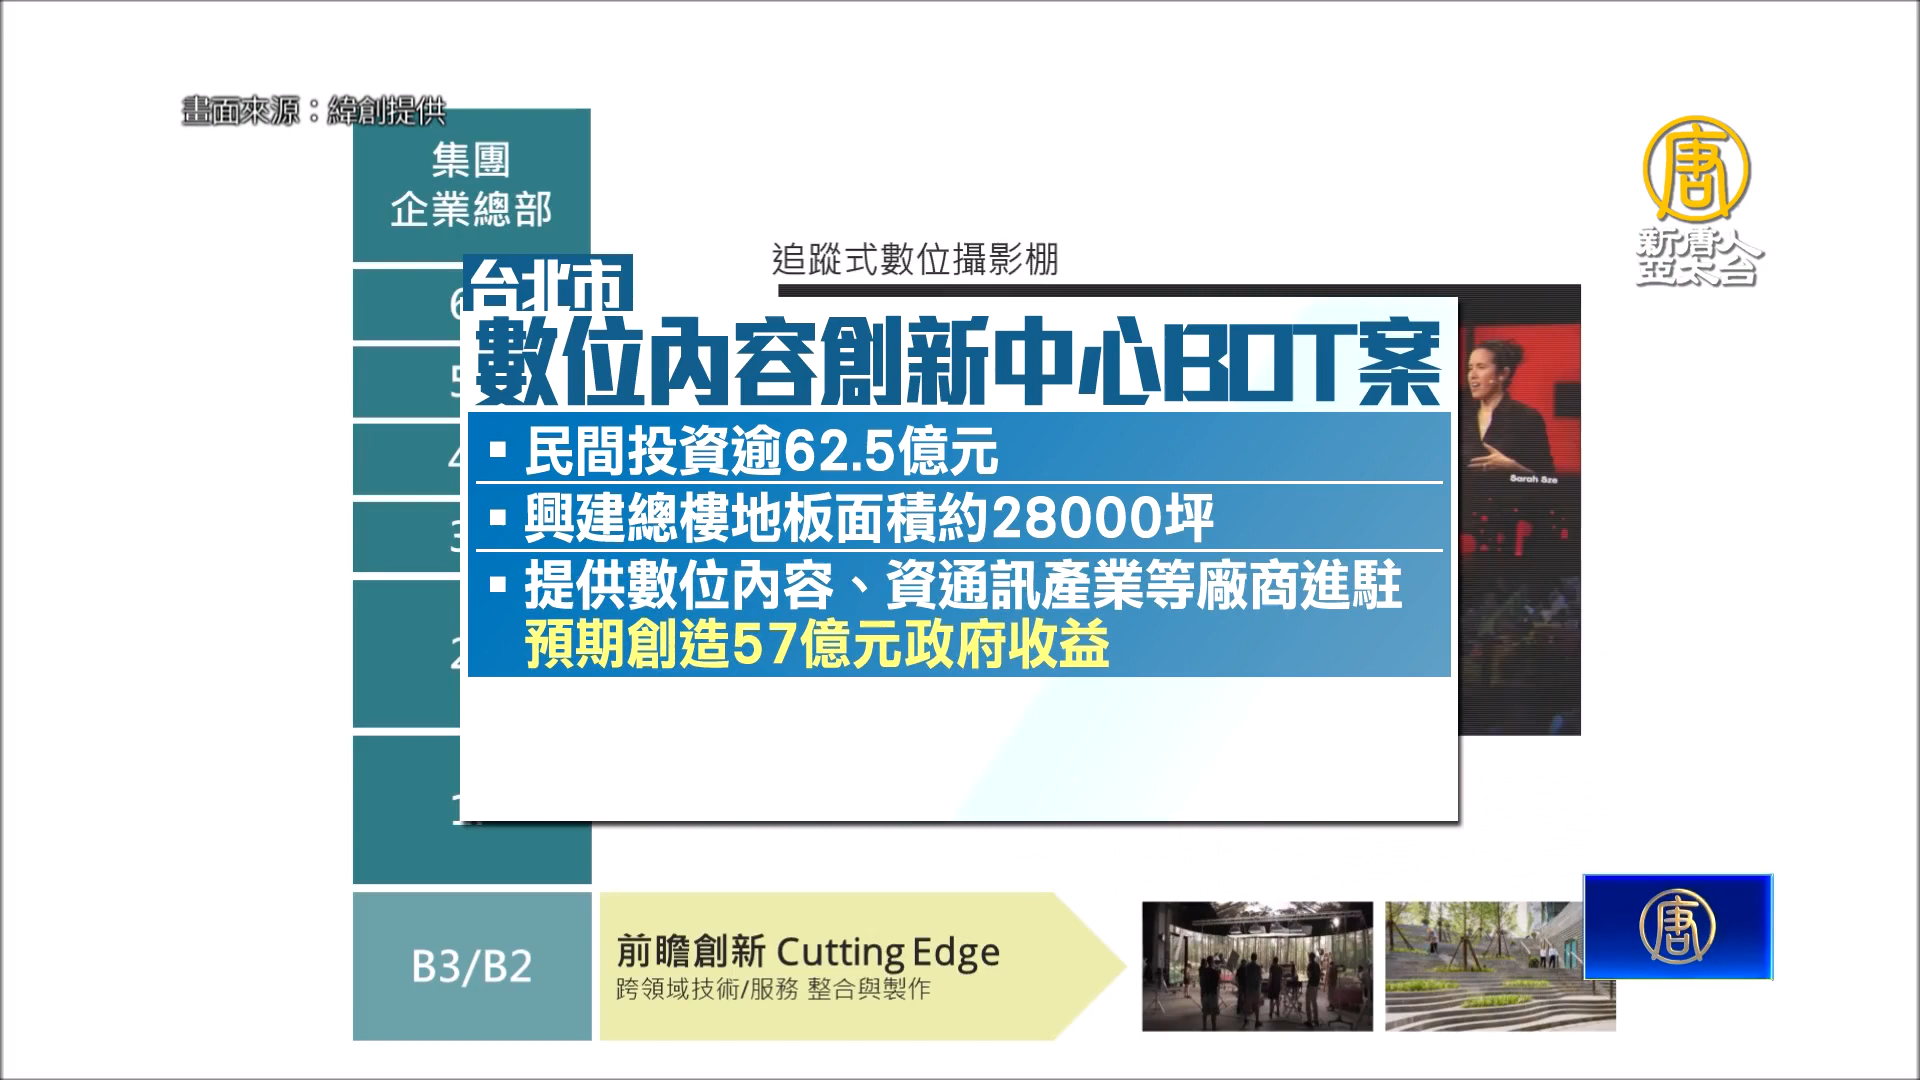 畫面來源：緯創提供
集團
企業總部
追蹤式數位攝影棚
唐
新唐人
亞太台
台北市
數位內容創新中心BOT案
▪ 民間投資逾62.5億元
▪ 興建總樓地板面積約28000坪
▪ 提供數位內容、資通訊產業等廠商進駐
預期創造57億元政府收益
Sarah Sze
B3/B2
前瞻創新 Cutting Edge
跨領域技術/服務 整合與製作
唐